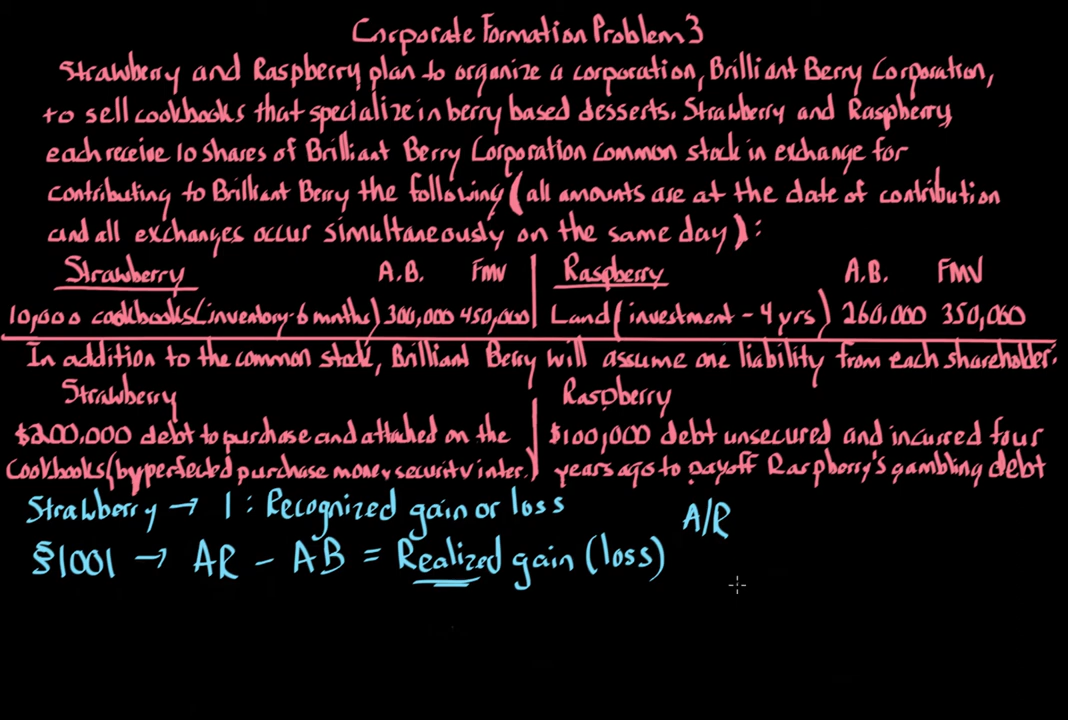 Corporate Formation Problem 3
Strawberry and Raspberry plan to organize a corporation, Brilliant Berry Corporation,
to sell cookbooks that specialize in berry based desserts. Strawberry and Raspberry,
each receive 10 shares of Brilliant Berry Corporation common stock in exchange for
contributing to Brilliant Berry the following (all amounts are at the date of contribution
and all exchanges occur simultaneously on the same day):
Strawberry A.B. FMV Raspberry A.B. FMV
10,000 cookbooks (inventory-6 months) 300,000 450,000 Land (investment - 4 yrs) 260,000 350,000
In addition to the common stock, Brilliant Berry will assume one liability from each shareholder:
Strawberry Raspberry
$200,000 debt to purchase and attached on the $100,000 debt unsecured and incurred four
cookbooks (by perfected purchase money security inter.) years ago to payoff Raspberry's gambling debt
Strawberry → 1: Recognized gain or loss A/R
§1001 → AR - AB = Realized gain (loss)